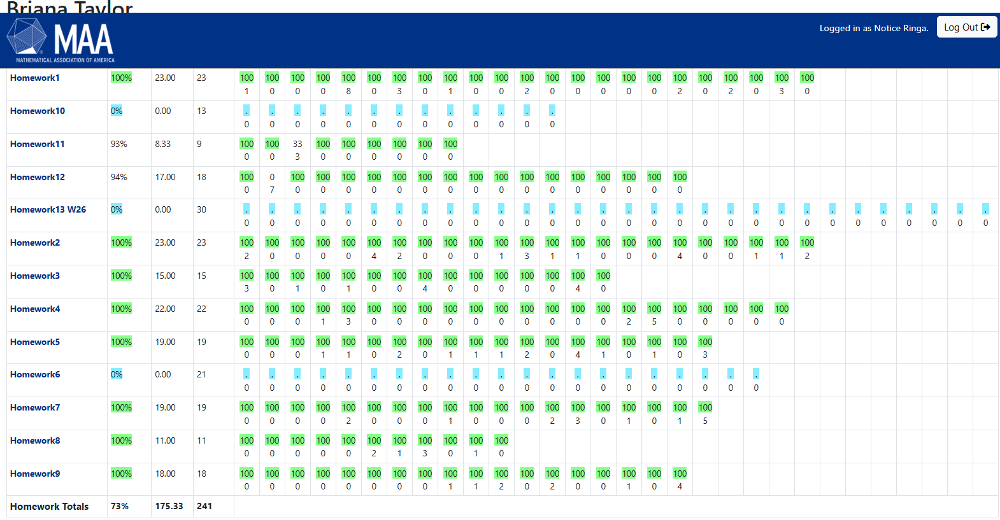 Briana Taylor
MAA
MATHEMATICAL ASSOCIATION OF AMERICA
Logged in as Notice Ringa.
Log Out
Homework1 100% 23.00 23 100 100 100 100 100 100 100 100 100 100 100 100 100 100 100 100 100 100 100 100 100 100 100
1 0 0 0 8 0 3 0 1 0 0 2 0 0 0 0 0 2 0 2 0 3 0
Homework10 0% 0.00 13 . . . . . . . . . . . . .
0 0 0 0 0 0 0 0 0 0 0 0 0
Homework11 93% 8.33 9 100 100 33 100 100 100 100 100 100
0 0 3 0 0 0 0 0 0
Homework12 94% 17.00 18 100 0 100 100 100 100 100 100 100 100 100 100 100 100 100 100 100 100
0 7 0 0 0 0 0 0 0 0 0 0 0 0 0 0 0 0
Homework13 W26 0% 0.00 30 . . . . . . . . . . . . . . . . . . . . . . . . . . . . . .
0 0 0 0 0 0 0 0 0 0 0 0 0 0 0 0 0 0 0 0 0 0 0 0 0 0 0 0 0 0
Homework2 100% 23.00 23 100 100 100 100 100 100 100 100 100 100 100 100 100 100 100 100 100 100 100 100 100 100 100
2 0 0 0 0 4 2 0 0 0 1 3 1 1 0 0 0 4 0 0 1 1 2
Homework3 100% 15.00 15 100 100 100 100 100 100 100 100 100 100 100 100 100 100 100
3 0 1 0 1 0 0 4 0 0 0 0 0 4 0
Homework4 100% 22.00 22 100 100 100 100 100 100 100 100 100 100 100 100 100 100 100 100 100 100 100 100 100 100
0 0 0 1 3 0 0 0 0 0 0 0 0 0 0 2 5 0 0 0 0 0
Homework5 100% 19.00 19 100 100 100 100 100 100 100 100 100 100 100 100 100 100 100 100 100 100 100
0 0 0 1 1 0 2 0 1 1 1 2 0 4 1 0 1 0 3
Homework6 0% 0.00 21 . . . . . . . . . . . . . . . . . . . . .
0 0 0 0 0 0 0 0 0 0 0 0 0 0 0 0 0 0 0 0 0
Homework7 100% 19.00 19 100 100 100 100 100 100 100 100 100 100 100 100 100 100 100 100 100 100 100
0 0 0 0 2 0 0 0 1 0 0 0 2 3 0 1 0 1 5
Homework8 100% 11.00 11 100 100 100 100 100 100 100 100 100 100 100
0 0 0 0 0 2 1 3 0 1 0
Homework9 100% 18.00 18 100 100 100 100 100 100 100 100 100 100 100 100 100 100 100 100 100 100
0 0 0 0 0 0 0 0 1 1 2 0 2 0 0 1 0 4
Homework Totals 73% 175.33 241